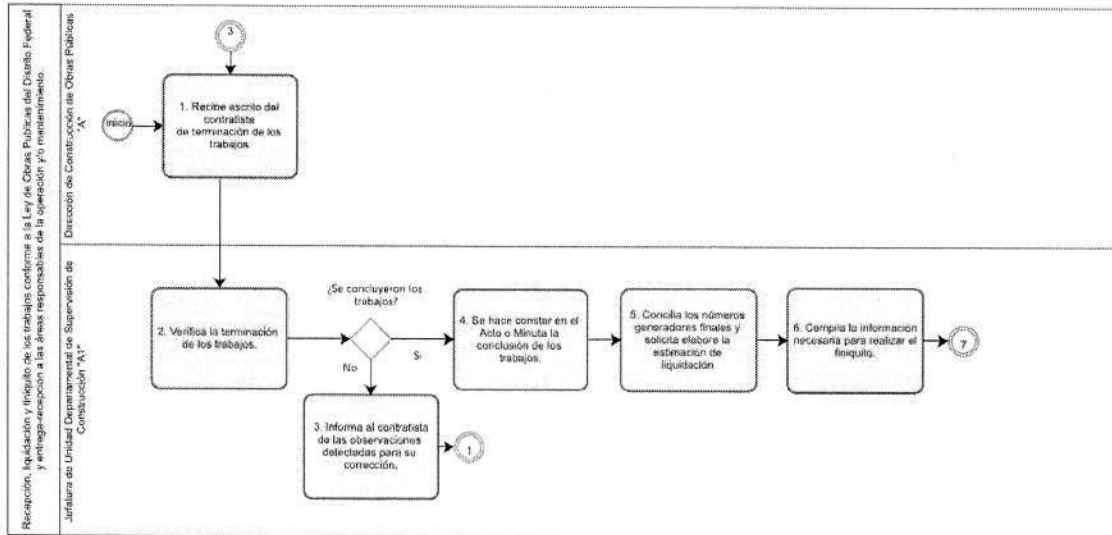 Recepción, liquidación y finiquito de los trabajos conforme a la Ley de Obras Publicas del Distrito Federal
y entrega-recepción a las áreas responsables de la operación y/o mantenimiento.
Dirección de Construcción de Obras Públicas
"A"
3
inicio
1. Recibe escrito del
contratista
de terminación de los
trabajos.
Jefatura de Unidad Departamental de Supervisión de
Construcción "A1"
2. Verifica la terminación
de los trabajos.
¿Se concluyeron los
trabajos?
Si
No
3. Informa al contratista
de las observaciones
detectadas para su
corrección.
1
4. Se hace constar en el
Acto o Minuta la
conclusión de los
trabajos.
5. Concilia los números
generadores finales y
solicita elabore la
estimación de
liquidación
6. Compila la información
necesaria para realizar el
finiquito.
7